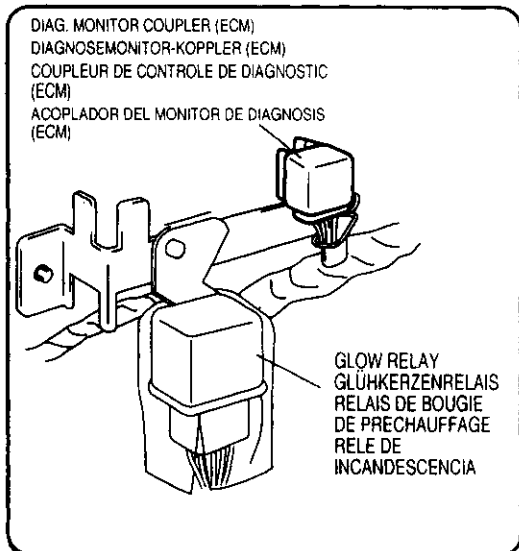 DIAG. MONITOR COUPLER (ECM)
DIAGNOSEMONITOR-KOPPLER (ECM)
COUPLEUR DE CONTROLE DE DIAGNOSTIC
(ECM)
ACOPLADOR DEL MONITOR DE DIAGNOSIS
(ECM)
GLOW RELAY
GLÜHKERZENRELAIS
RELAIS DE BOUGIE
DE PRECHAUFFAGE
RELE DE
INCANDESCENCIA